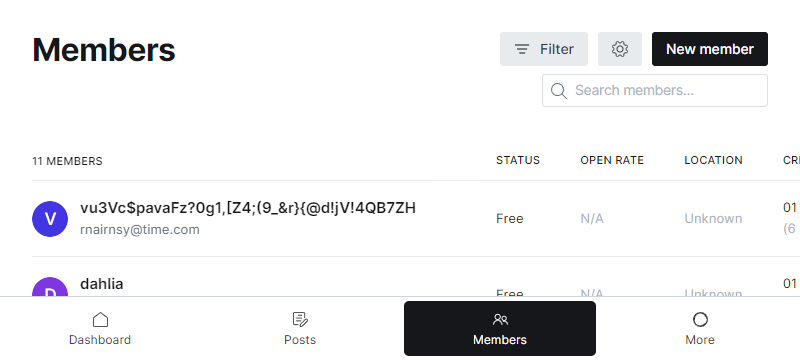 Members
Filter
New member
Search members...
11 MEMBERS STATUS OPEN RATE LOCATION
V vu3Vc$pavaFz?0g1,[Z4;(9_&r}{@d!jV!4QB7ZH Free N/A Unknown 01
rnairnsy@time.com (6
D dahlia Free N/A Unknown 01
Dashboard Posts Members More